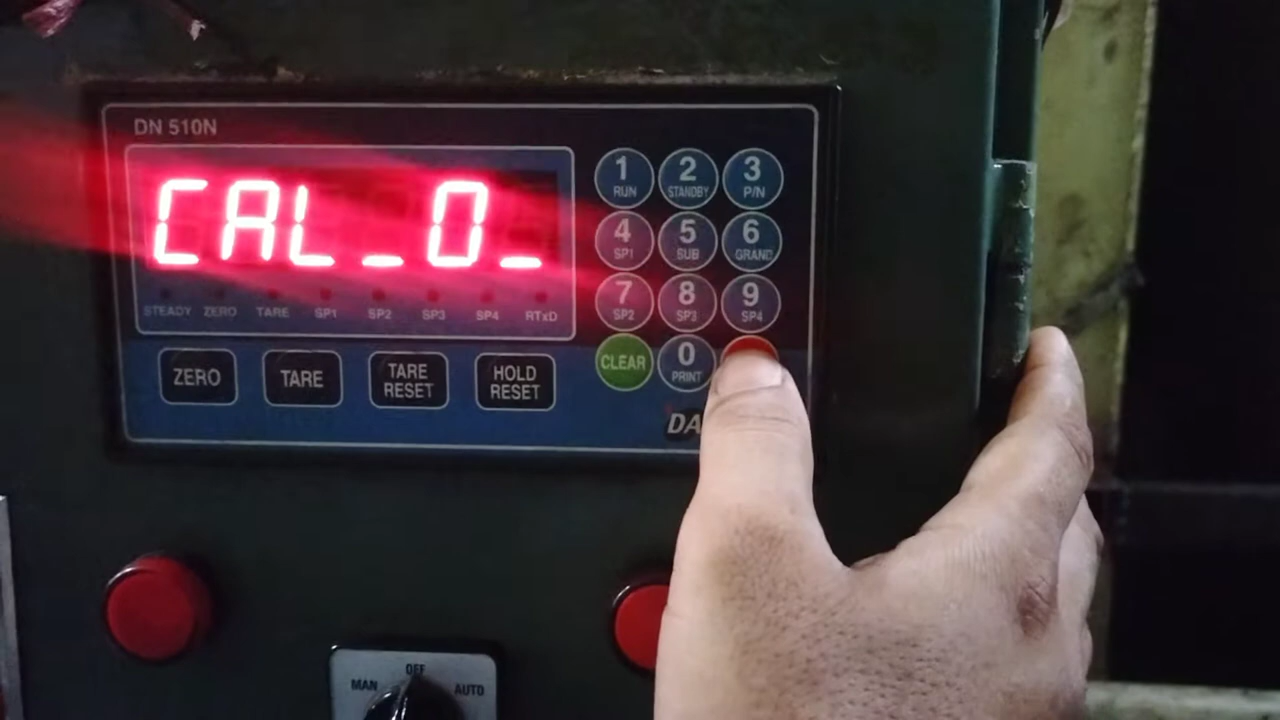 DN 510N
CAL_0_
STEADY ZERO TARE SP1 SP2 SP3 SP4 RTxD
1 2 3
RUN STANDBY P/N
4 5 6
SP1 SUB GRAND
7 8 9
SP2 SP3 SP4
CLEAR 0
PRINT
ZERO TARE TARE RESET HOLD RESET
DA
OFF
MAN AUTO